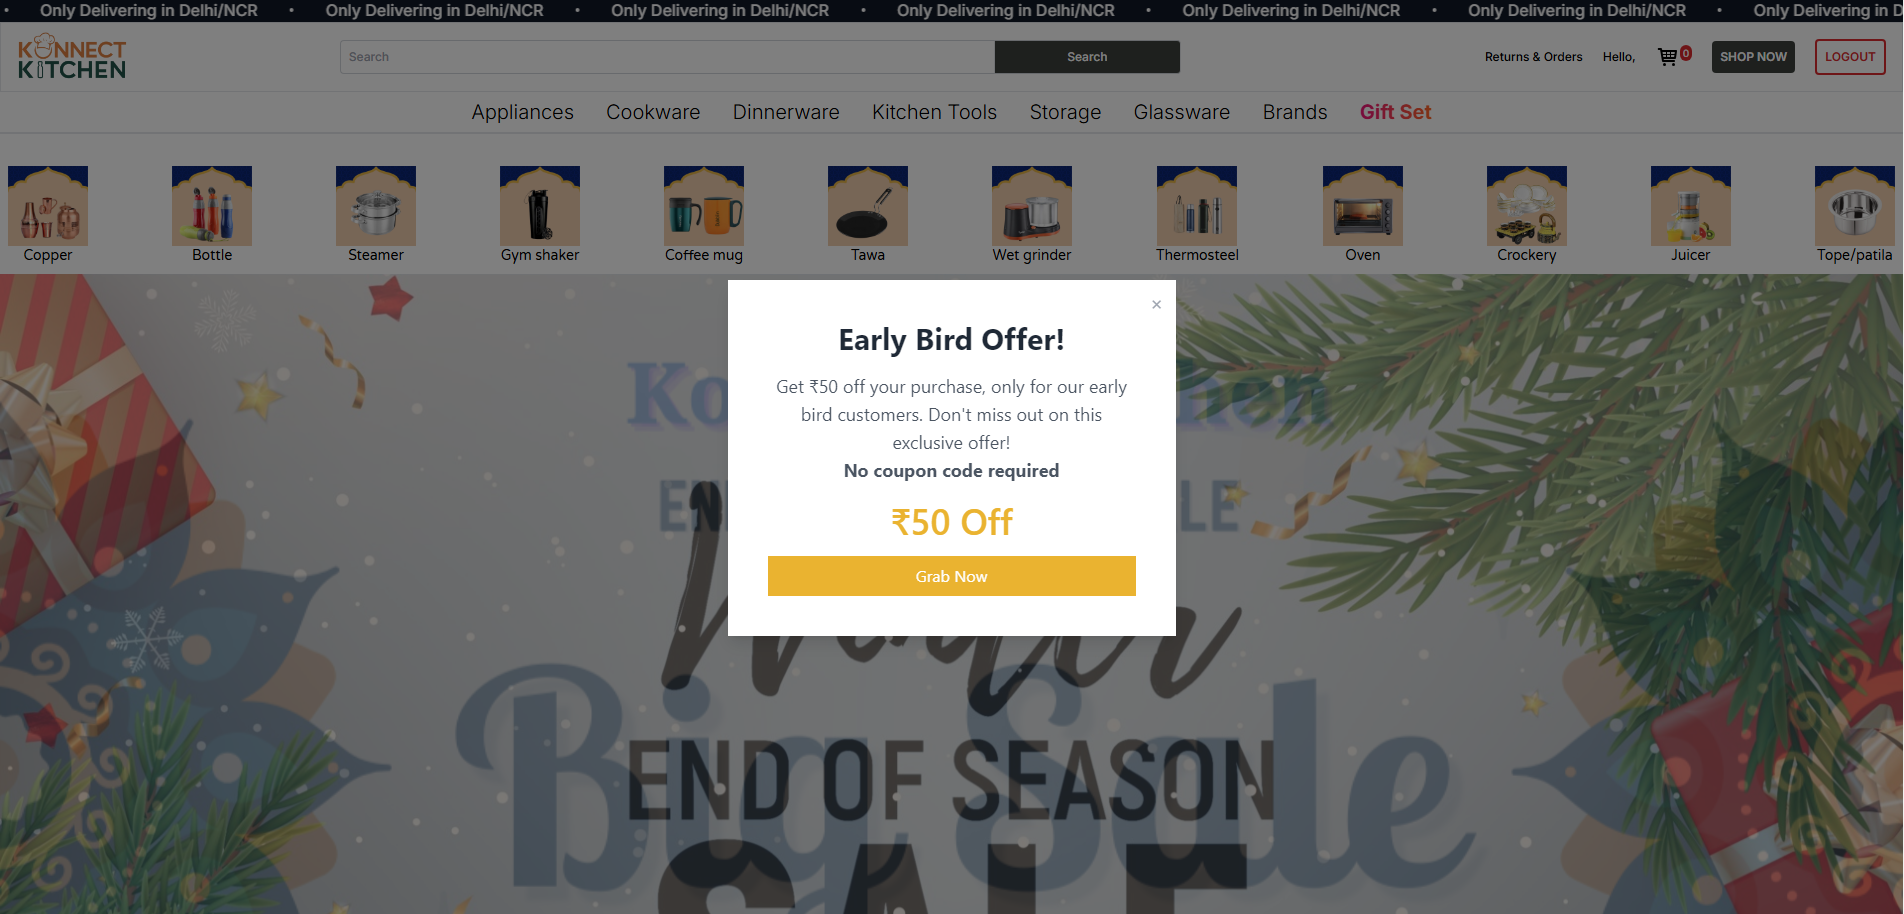 • Only Delivering in Delhi/NCR • Only Delivering in Delhi/NCR • Only Delivering in Delhi/NCR • Only Delivering in Delhi/NCR • Only Delivering in Delhi/NCR • Only Delivering in Delhi/NCR • Only Delivering in D
KONNECT
KITCHEN
Search
Search
Returns & Orders
Hello,
0
SHOP NOW
LOGOUT
Appliances Cookware Dinnerware Kitchen Tools Storage Glassware Brands Gift Set
Copper Bottle Steamer Gym shaker Coffee mug Tawa Wet grinder Thermosteel Oven Crockery Juicer Tope/patila
×
Early Bird Offer!
Get ₹50 off your purchase, only for our early
bird customers. Don't miss out on this
exclusive offer!
No coupon code required
₹50 Off
Grab Now
Big Sale
END OF SEASON
SALE